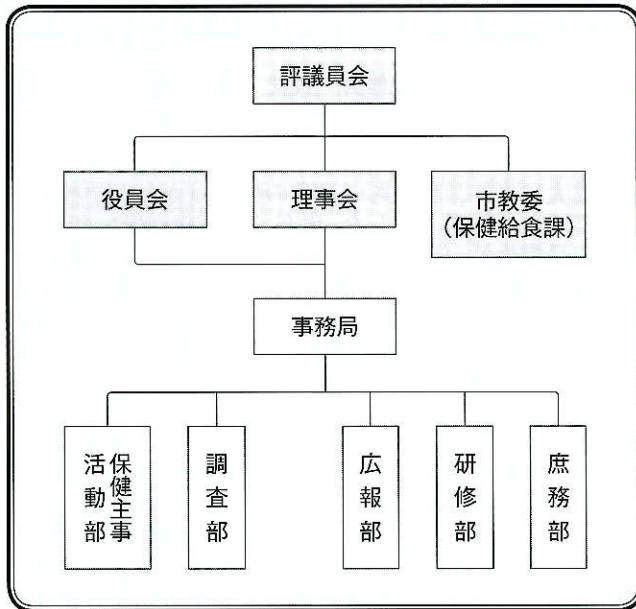 評議員会
役員会
理事会
市教委
（保健給食課）
事務局
保健主事
活動部
調査部
広報部
研修部
庶務部